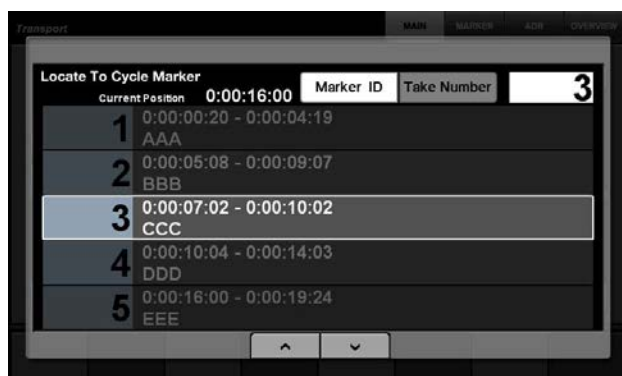 Transport
MAIN MARKER ADR OVERVIEW
Locate To Cycle Marker
Current Position 0:00:16:00
Marker ID Take Number 3
1 0:00:00:20 - 0:00:04:19
AAA
2 0:00:05:08 - 0:00:09:07
BBB
3 0:00:07:02 - 0:00:10:02
CCC
4 0:00:10:04 - 0:00:14:03
DDD
5 0:00:16:00 - 0:00:19:24
EEE